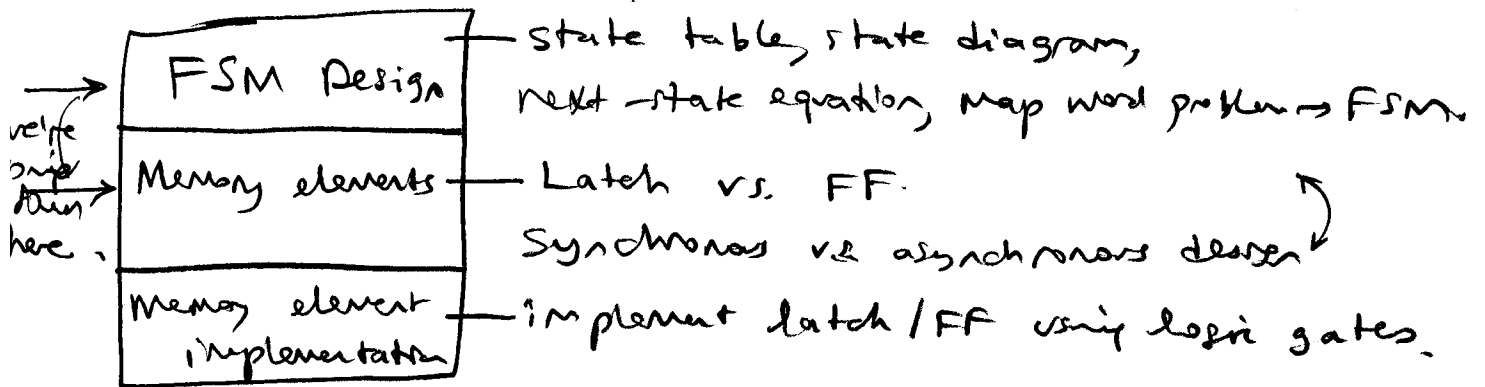 FSM Design
state table, state diagram,
next-state equation, map word problem → FSM.
here.
Memory elements
Latch vs. FF.
Synchronous vs asynchronous design
Memory element
implementation
implement latch/FF using logic gates.